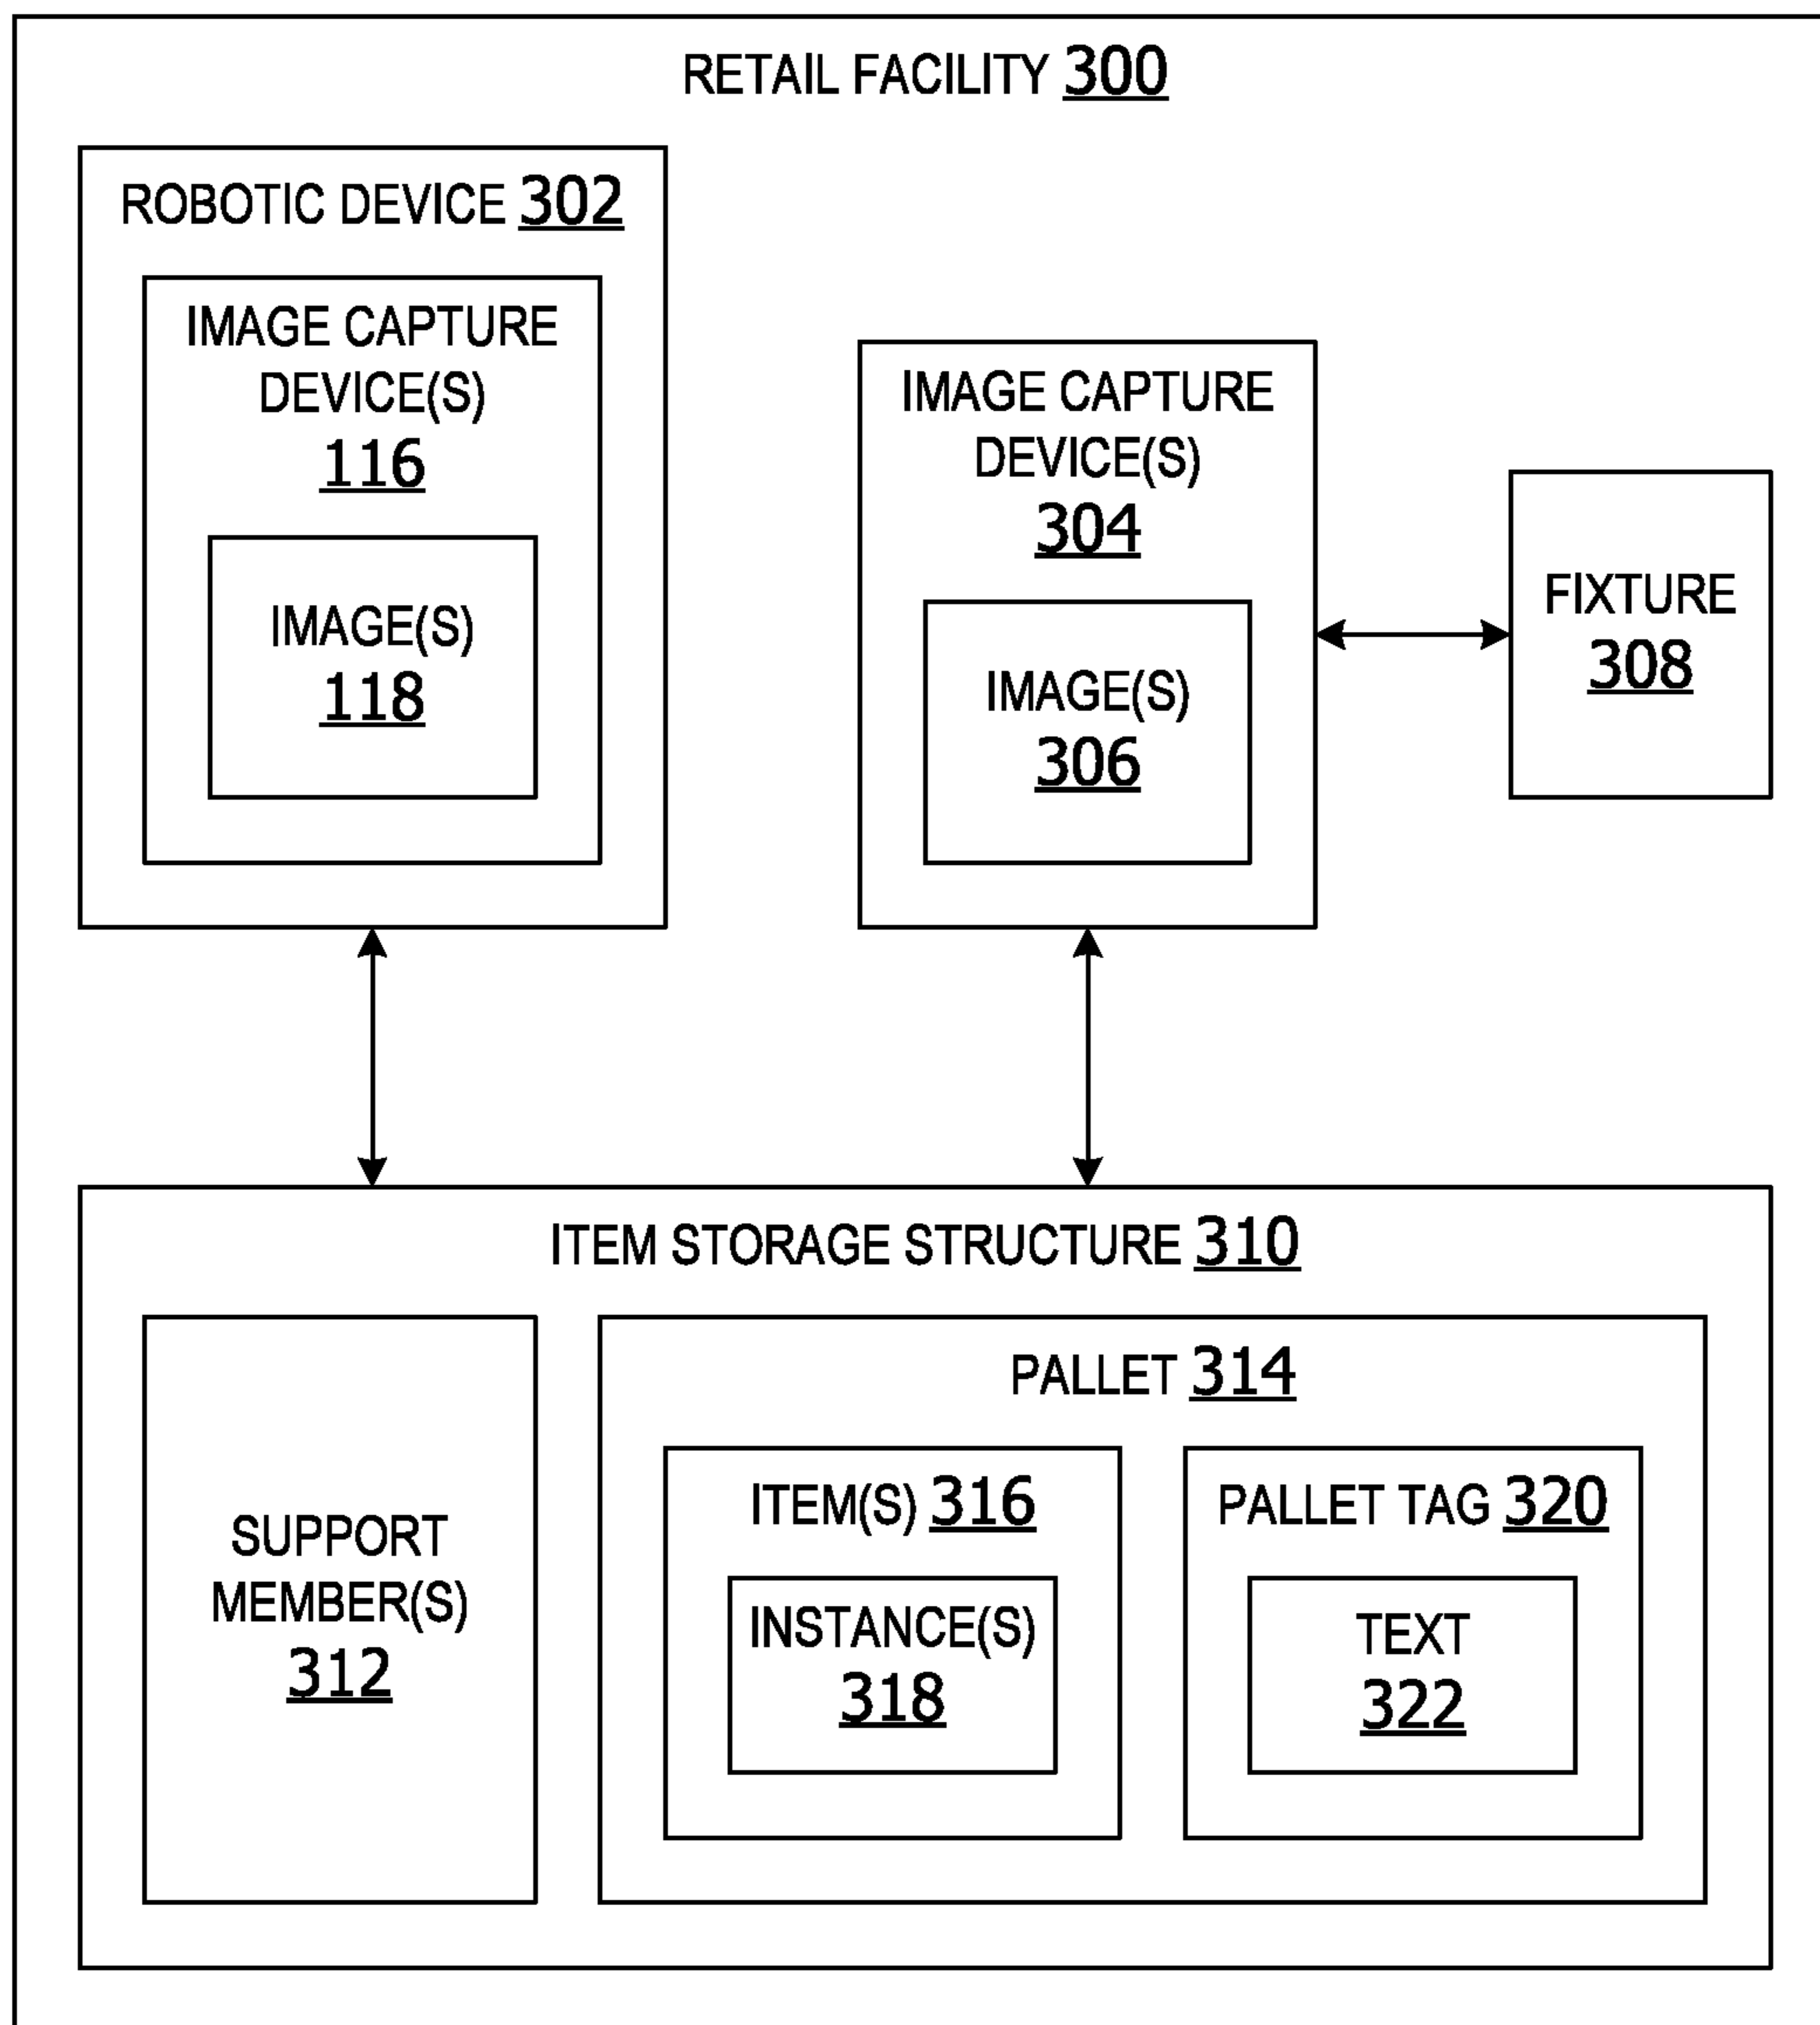 RETAIL FACILITY 300
ROBOTIC DEVICE 302
IMAGE CAPTURE
DEVICE(S)
116
IMAGE(S)
118
IMAGE CAPTURE
DEVICE(S)
304
IMAGE(S)
306
FIXTURE
308
ITEM STORAGE STRUCTURE 310
SUPPORT
MEMBER(S)
312
PALLET 314
ITEM(S) 316
INSTANCE(S)
318
PALLET TAG 320
TEXT
322